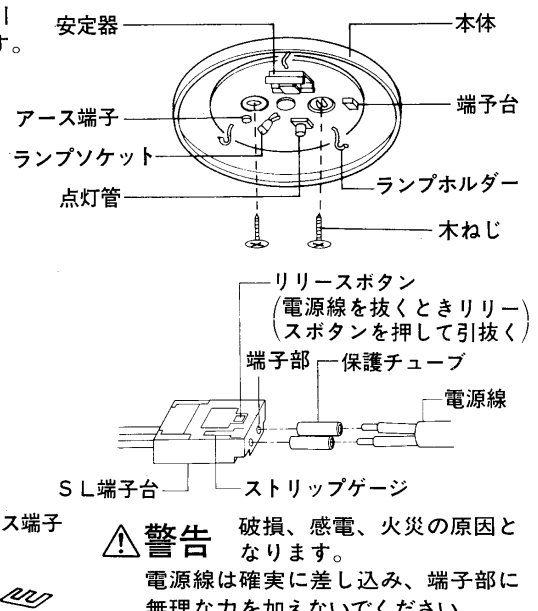 ー
す。
安定器
本体
アース端子
端子台
ランプソケット
ランプホルダー
点灯管
木ねじ
リリースボタン
(電源線を抜くときリリー
スボタンを押して引抜く)
端子部
保護チューブ
電源線
SL端子台
ストリップゲージ
ス端子
⚠警告 破損、感電、火災の原因と
なります。
電源線は確実に差し込み、端子部に
無理な力を加えないでください